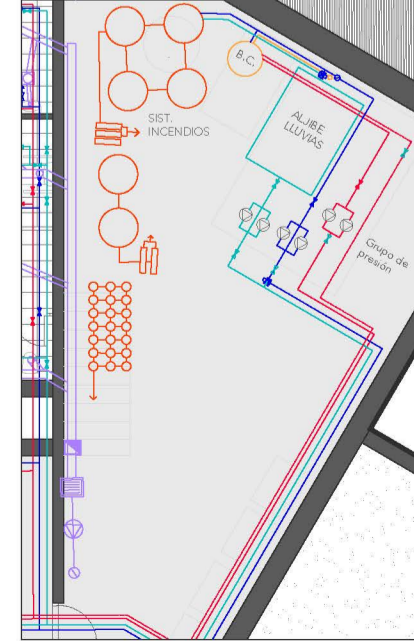 B.C.
SIST.
INCENDIOS
ALJIBE
LLUVIAS
Grupo de
presión